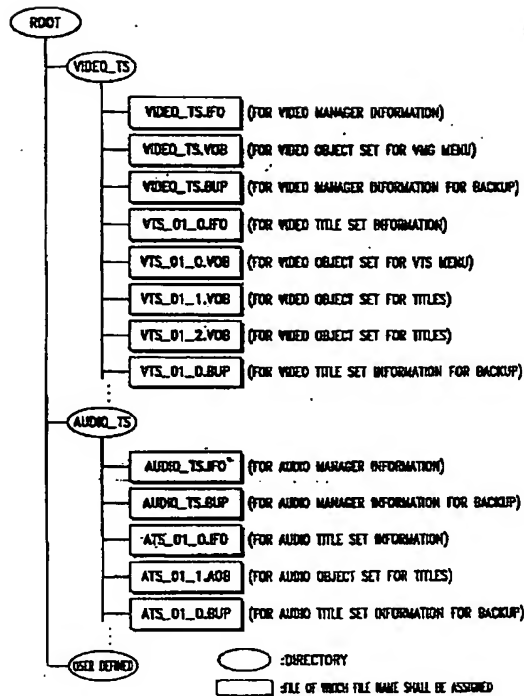 ROOT
VIDEO_TS
VIDEO_TS.IFO (FOR VIDEO MANAGER INFORMATION)
VIDEO_TS.VOB (FOR VIDEO OBJECT SET FOR VMG MENU)
VIDEO_TS.BUP (FOR VIDEO MANAGER INFORMATION FOR BACKUP)
VTS_01_0.IFO (FOR VIDEO TITLE SET INFORMATION)
VTS_01_0.VOB (FOR VIDEO OBJECT SET FOR VTS MENU)
VTS_01_1.VOB (FOR VIDEO OBJECT SET FOR TITLES)
VTS_01_2.VOB (FOR VIDEO OBJECT SET FOR TITLES)
VTS_01_0.BUP (FOR VIDEO TITLE SET INFORMATION FOR BACKUP)
AUDIO_TS
AUDIO_TS.IFO (FOR AUDIO MANAGER INFORMATION)
AUDIO_TS.BUP (FOR AUDIO MANAGER INFORMATION FOR BACKUP)
ATS_01_0.IFO (FOR AUDIO TITLE SET INFORMATION)
ATS_01_1.AOB (FOR AUDIO OBJECT SET FOR TITLES)
ATS_01_0.BUP (FOR AUDIO TITLE SET INFORMATION FOR BACKUP)
USER DEFINED
:DIRECTORY
:FILE OF WHICH FILE NAME SHALL BE ASSIGNED